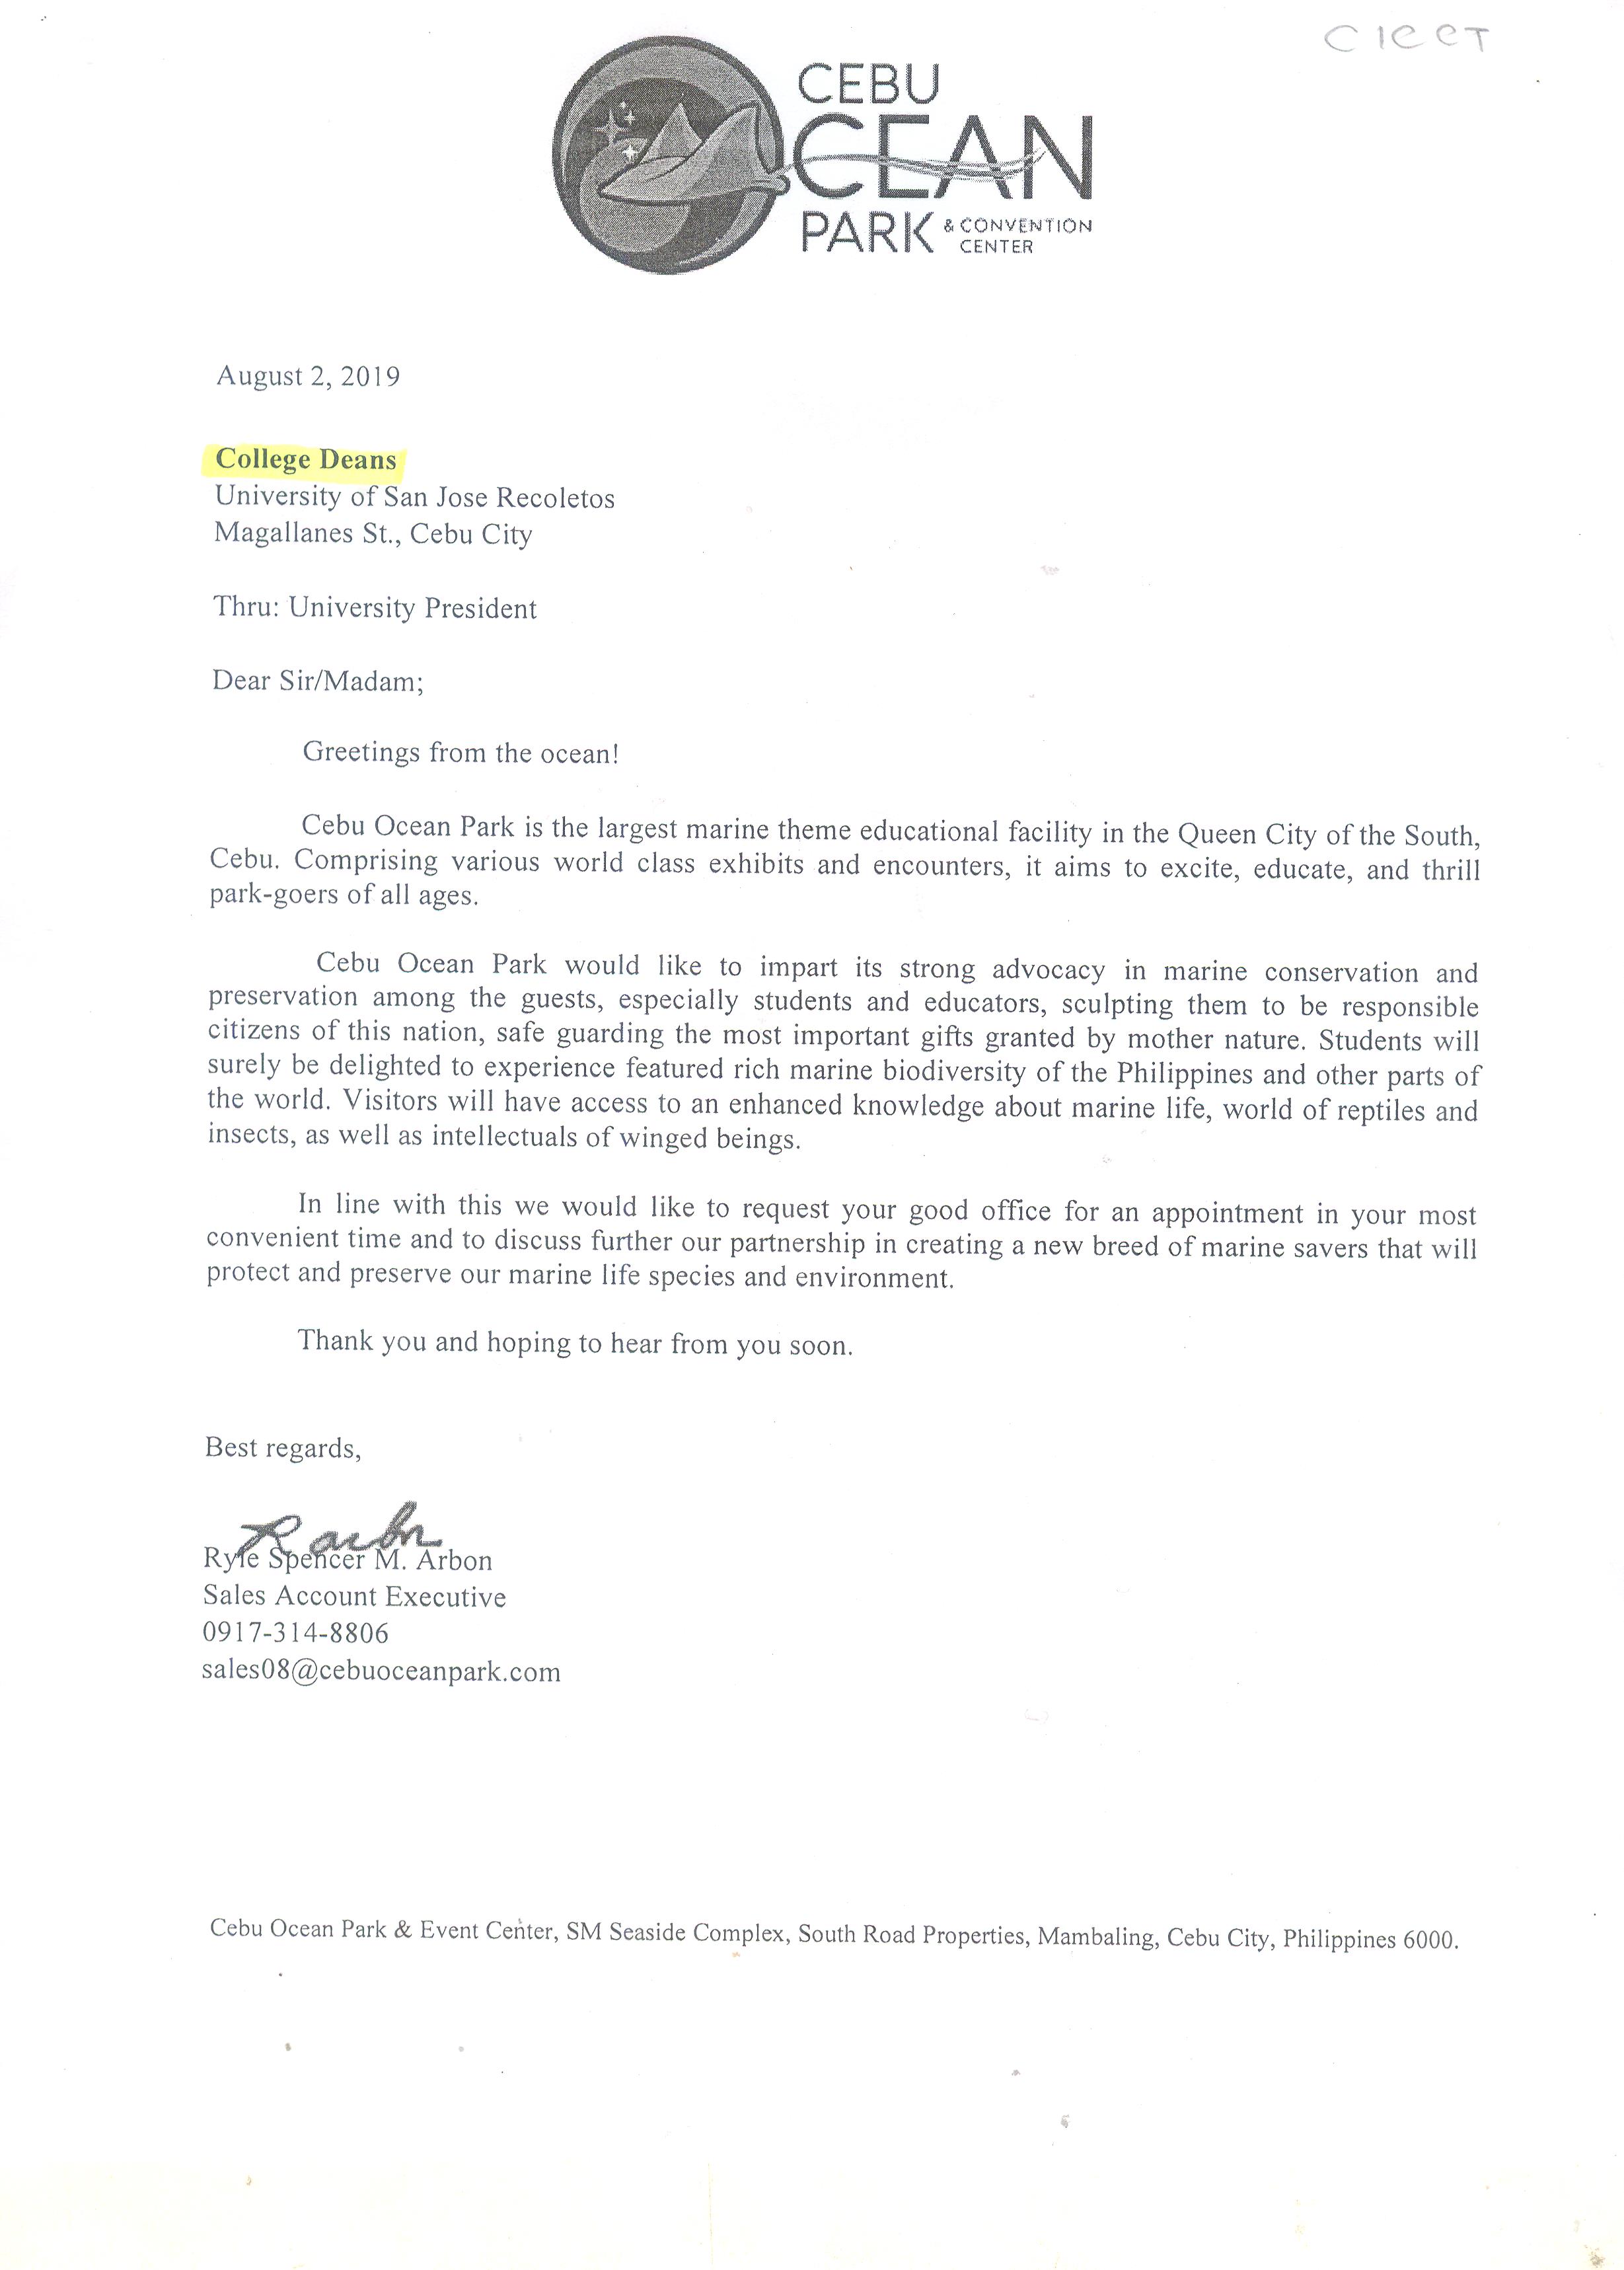 CICCT
CEBU
OCEAN
PARK & CONVENTION
CENTER
August 2, 2019
College Deans
University of San Jose Recoletos
Magallanes St., Cebu City
Thru: University President
Dear Sir/Madam;
Greetings from the ocean!
Cebu Ocean Park is the largest marine theme educational facility in the Queen City of the South,
Cebu. Comprising various world class exhibits and encounters, it aims to excite, educate, and thrill
park-goers of all ages.
Cebu Ocean Park would like to impart its strong advocacy in marine conservation and
preservation among the guests, especially students and educators, sculpting them to be responsible
citizens of this nation, safe guarding the most important gifts granted by mother nature. Students will
surely be delighted to experience featured rich marine biodiversity of the Philippines and other parts of
the world. Visitors will have access to an enhanced knowledge about marine life, world of reptiles and
insects, as well as intellectuals of winged beings.
In line with this we would like to request your good office for an appointment in your most
convenient time and to discuss further our partnership in creating a new breed of marine savers that will
protect and preserve our marine life species and environment.
Thank you and hoping to hear from you soon.
Best regards,
Ryle Spencer M. Arbon
Sales Account Executive
0917-314-8806
sales08@cebuoceanpark.com
Cebu Ocean Park & Event Center, SM Seaside Complex, South Road Properties, Mambaling, Cebu City, Philippines 6000.